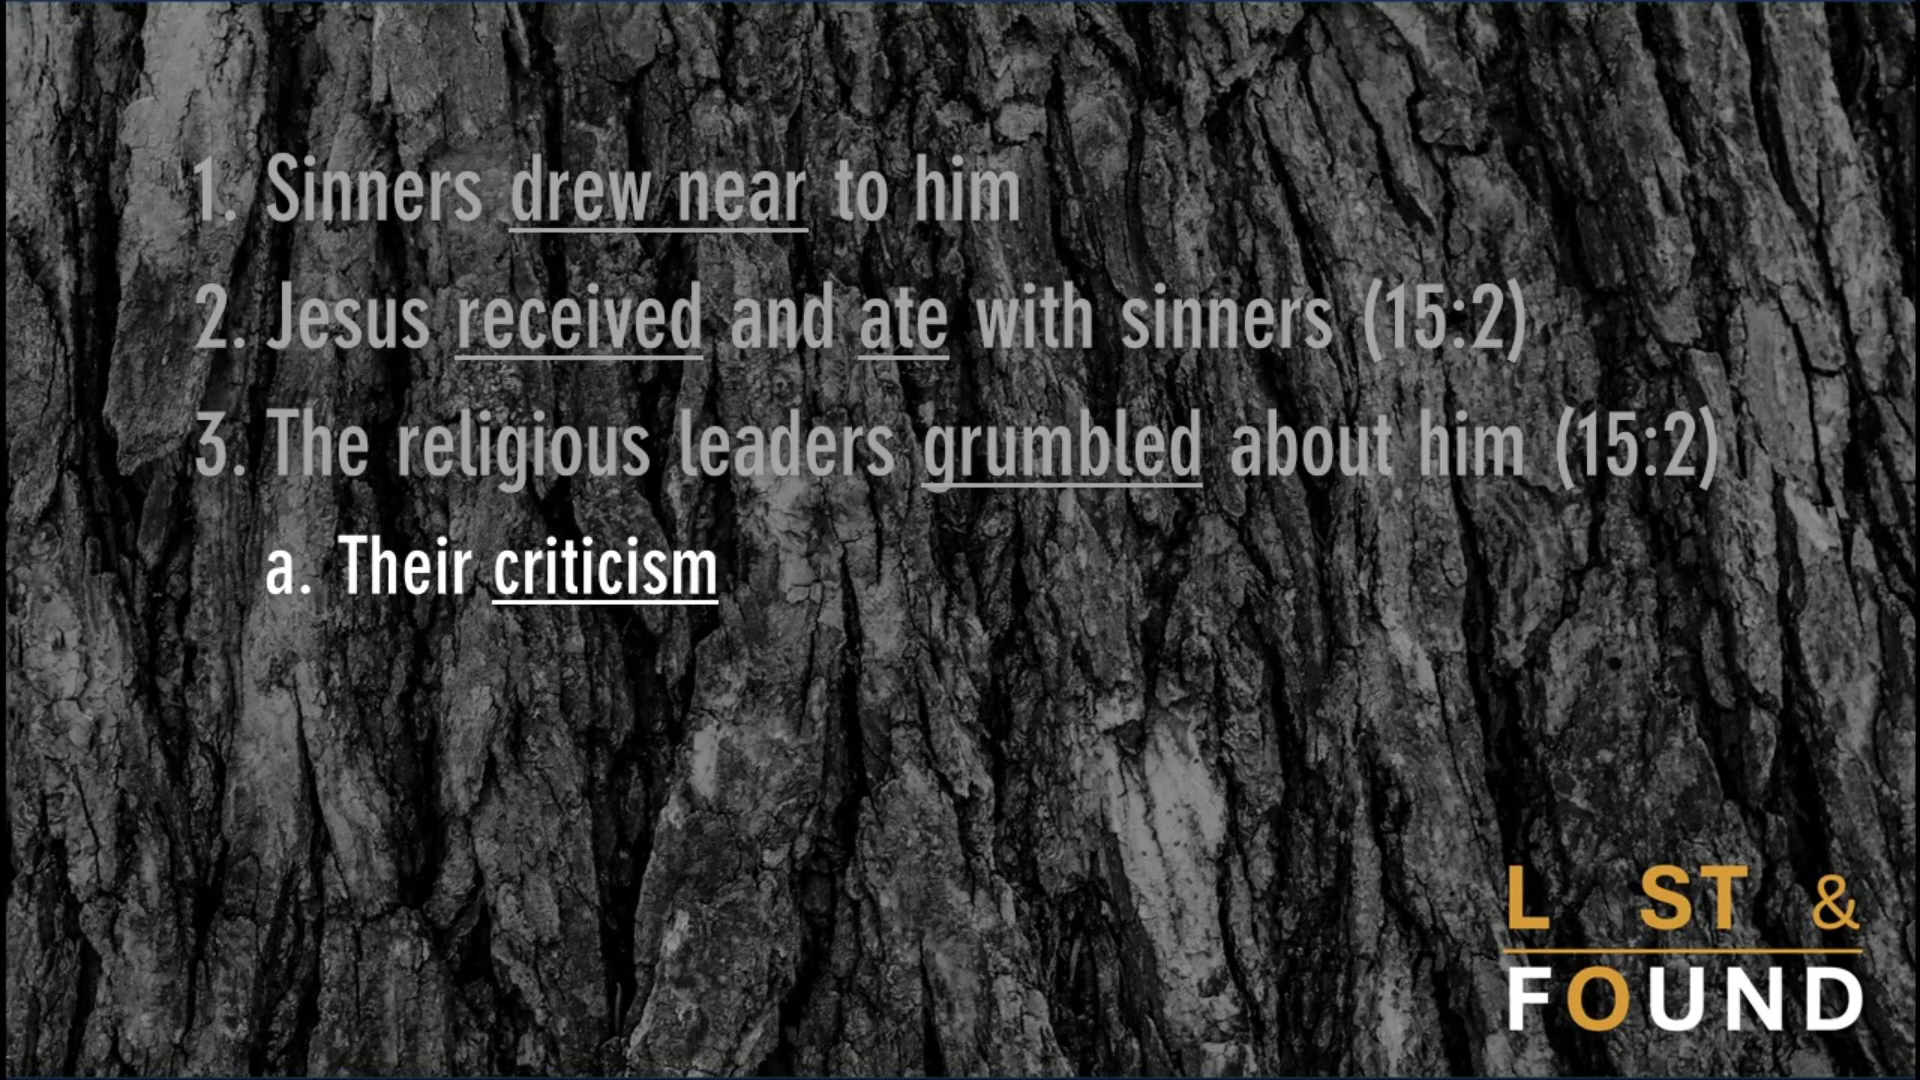 1. Sinners drew near to him
2. Jesus received and ate with sinners (15:2)
3. The religious leaders grumbled about him (15:2)
a. Their criticism
L ST &
FOUND